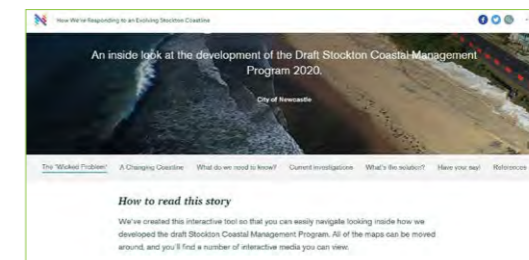 How We're Responding to an Evolving Stockton Coastline
An inside look at the development of the Draft Stockton Coastal Management
Program 2020.
City of Newcastle
The "Wicked Problem" A Changing Coastline What do we need to know? Current investigations What's the solution? Have your say! References
How to read this story
We've created this interactive tool so that you can easily navigate looking inside how we
developed the draft Stockton Coastal Management Program. All of the maps can be moved
around, and you'll find a number of interactive media you can view.